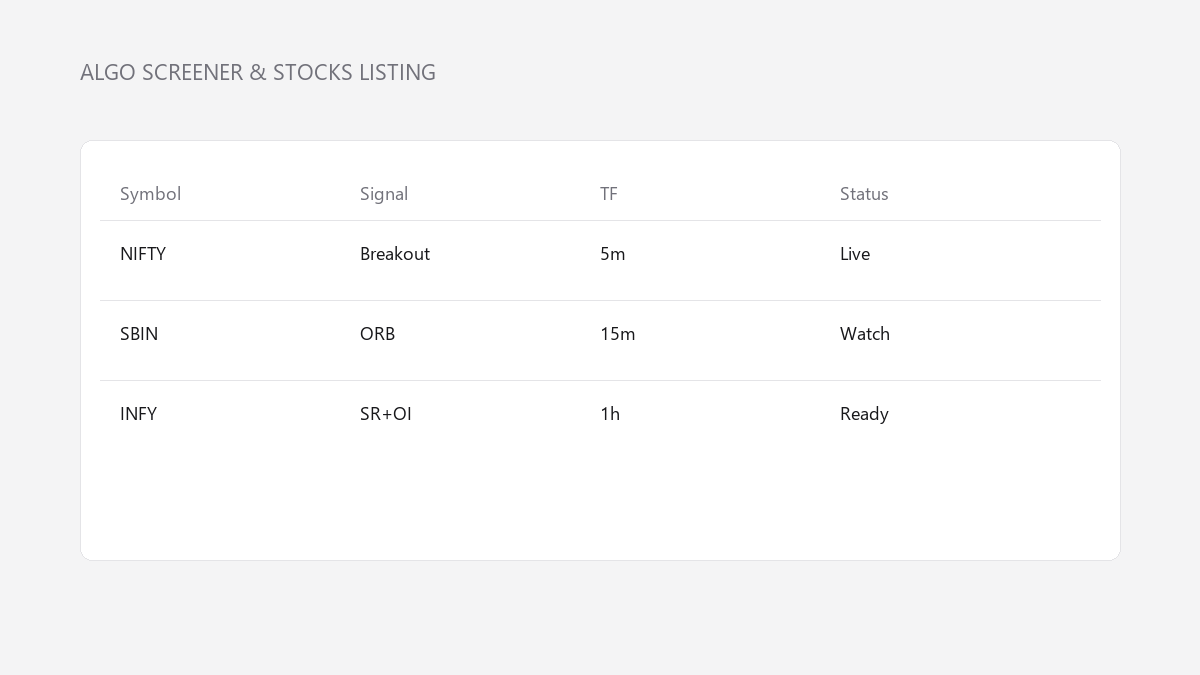 ALGO SCREENER & STOCKS LISTING
Symbol Signal TF Status
NIFTY Breakout 5m Live
SBIN ORB 15m Watch
INFY SR+OI 1h Ready